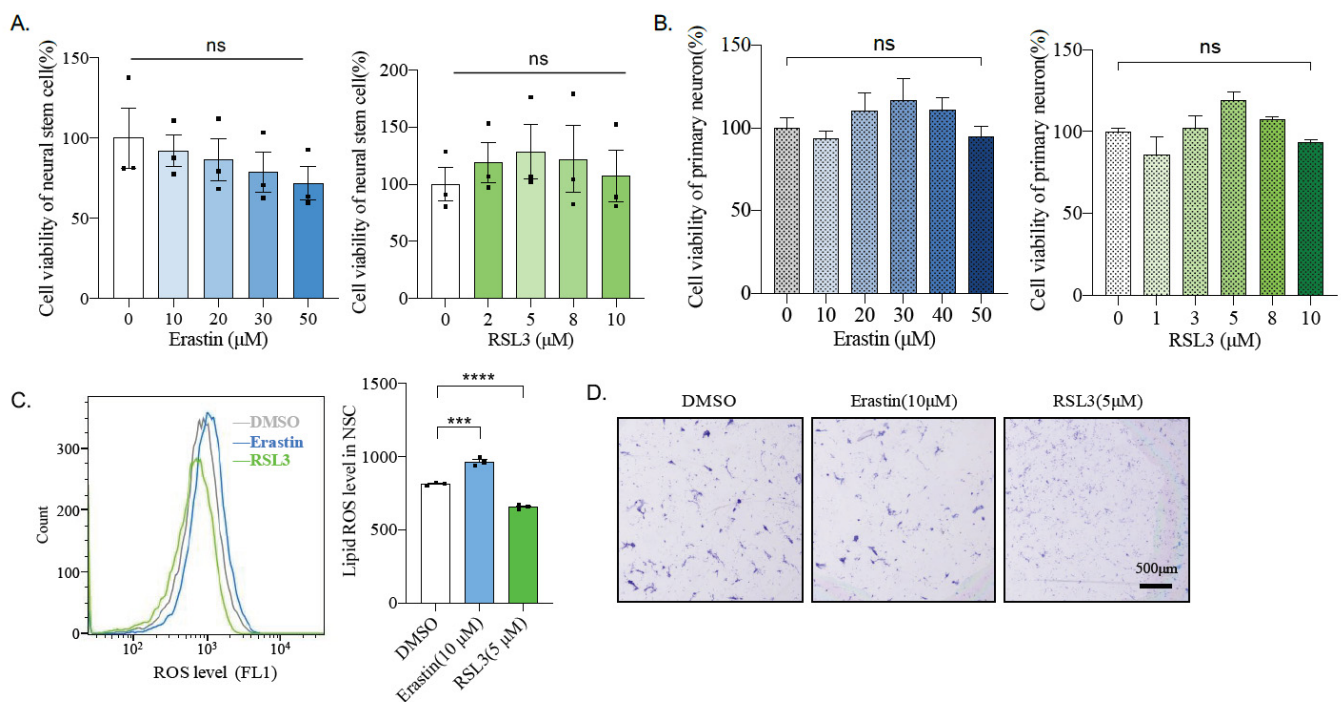 A.
ns
Cell viability of neural stem cell(%)
150
100
50
0
0 10 20 30 50
Erastin (μM)
ns
Cell viability of neural stem cell(%)
200
150
100
50
0
0 2 5 8 10
RSL3 (μM)
B.
ns
Cell viability of primary neuron(%)
150
100
50
0
0 10 20 30 40 50
Erastin (μM)
ns
Cell viability of primary neuron(%)
150
100
50
0
0 1 3 5 8 10
RSL3 (μM)
C.
DMSO
Erastin
RSL3
Count
300
200
100
0
10² 10³ 10⁴
ROS level (FL1)
****
***
Lipid ROS level in NSC
1500
1000
500
0
DMSO
Erastin(10 μM)
RSL3(5 μM)
D.
DMSO Erastin(10μM) RSL3(5μM)
500μm